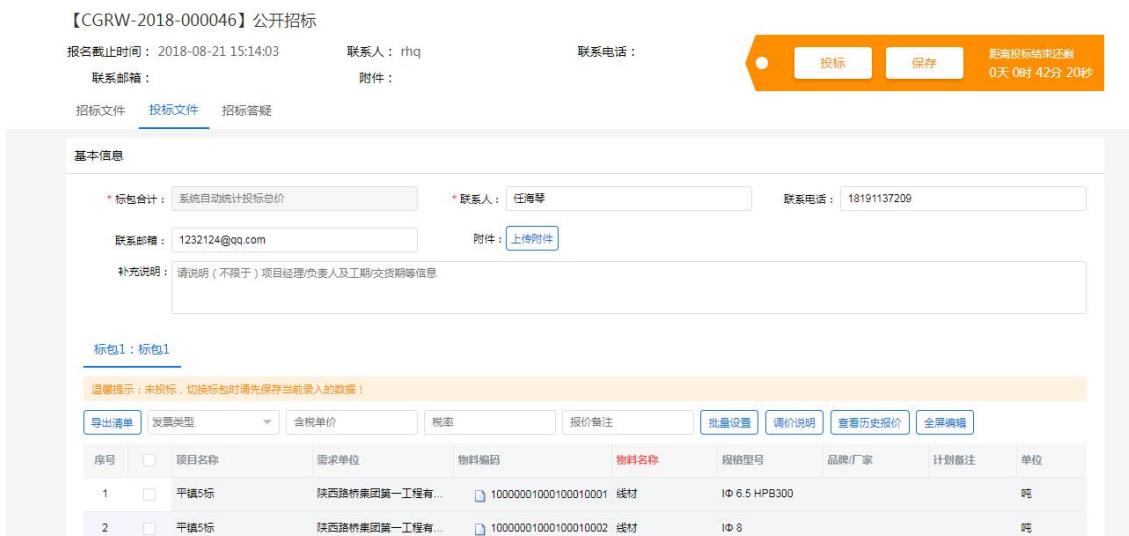 【CGRW-2018-000046】公开招标
报名截止时间： 2018-08-21 15:14:03 联系人： rhq 联系电话：
联系邮箱： 附件：
投标 保存 距离投标结束还剩
0天 0时 42分 20秒
招标文件 投标文件 招标答疑
基本信息
* 标包合计： 系统自动统计投标总价 * 联系人： 任海琴 联系电话： 18191137209
联系邮箱： 1232124@qq.com 附件： 上传附件
补充说明： 请说明（不限于）项目经理/负责人及工期/交货期等信息
标包1：标包1
温馨提示：未投标，切换标包时请先保存当前录入的数据！
导出清单 发票类型 含税单价 税率 报价备注 批量设置 调价说明 查看历史报价 全屏编辑
序号 项目名称 需求单位 物料编码 物料名称 规格型号 品牌/厂家 计划备注 单位
1 平镇5标 陕西路桥集团第一工程有... 10000001000100010001 线材 IΦ 6.5 HPB300 吨
2 平镇5标 陕西路桥集团第一工程有... 10000001000100010002 线材 IΦ 8 吨